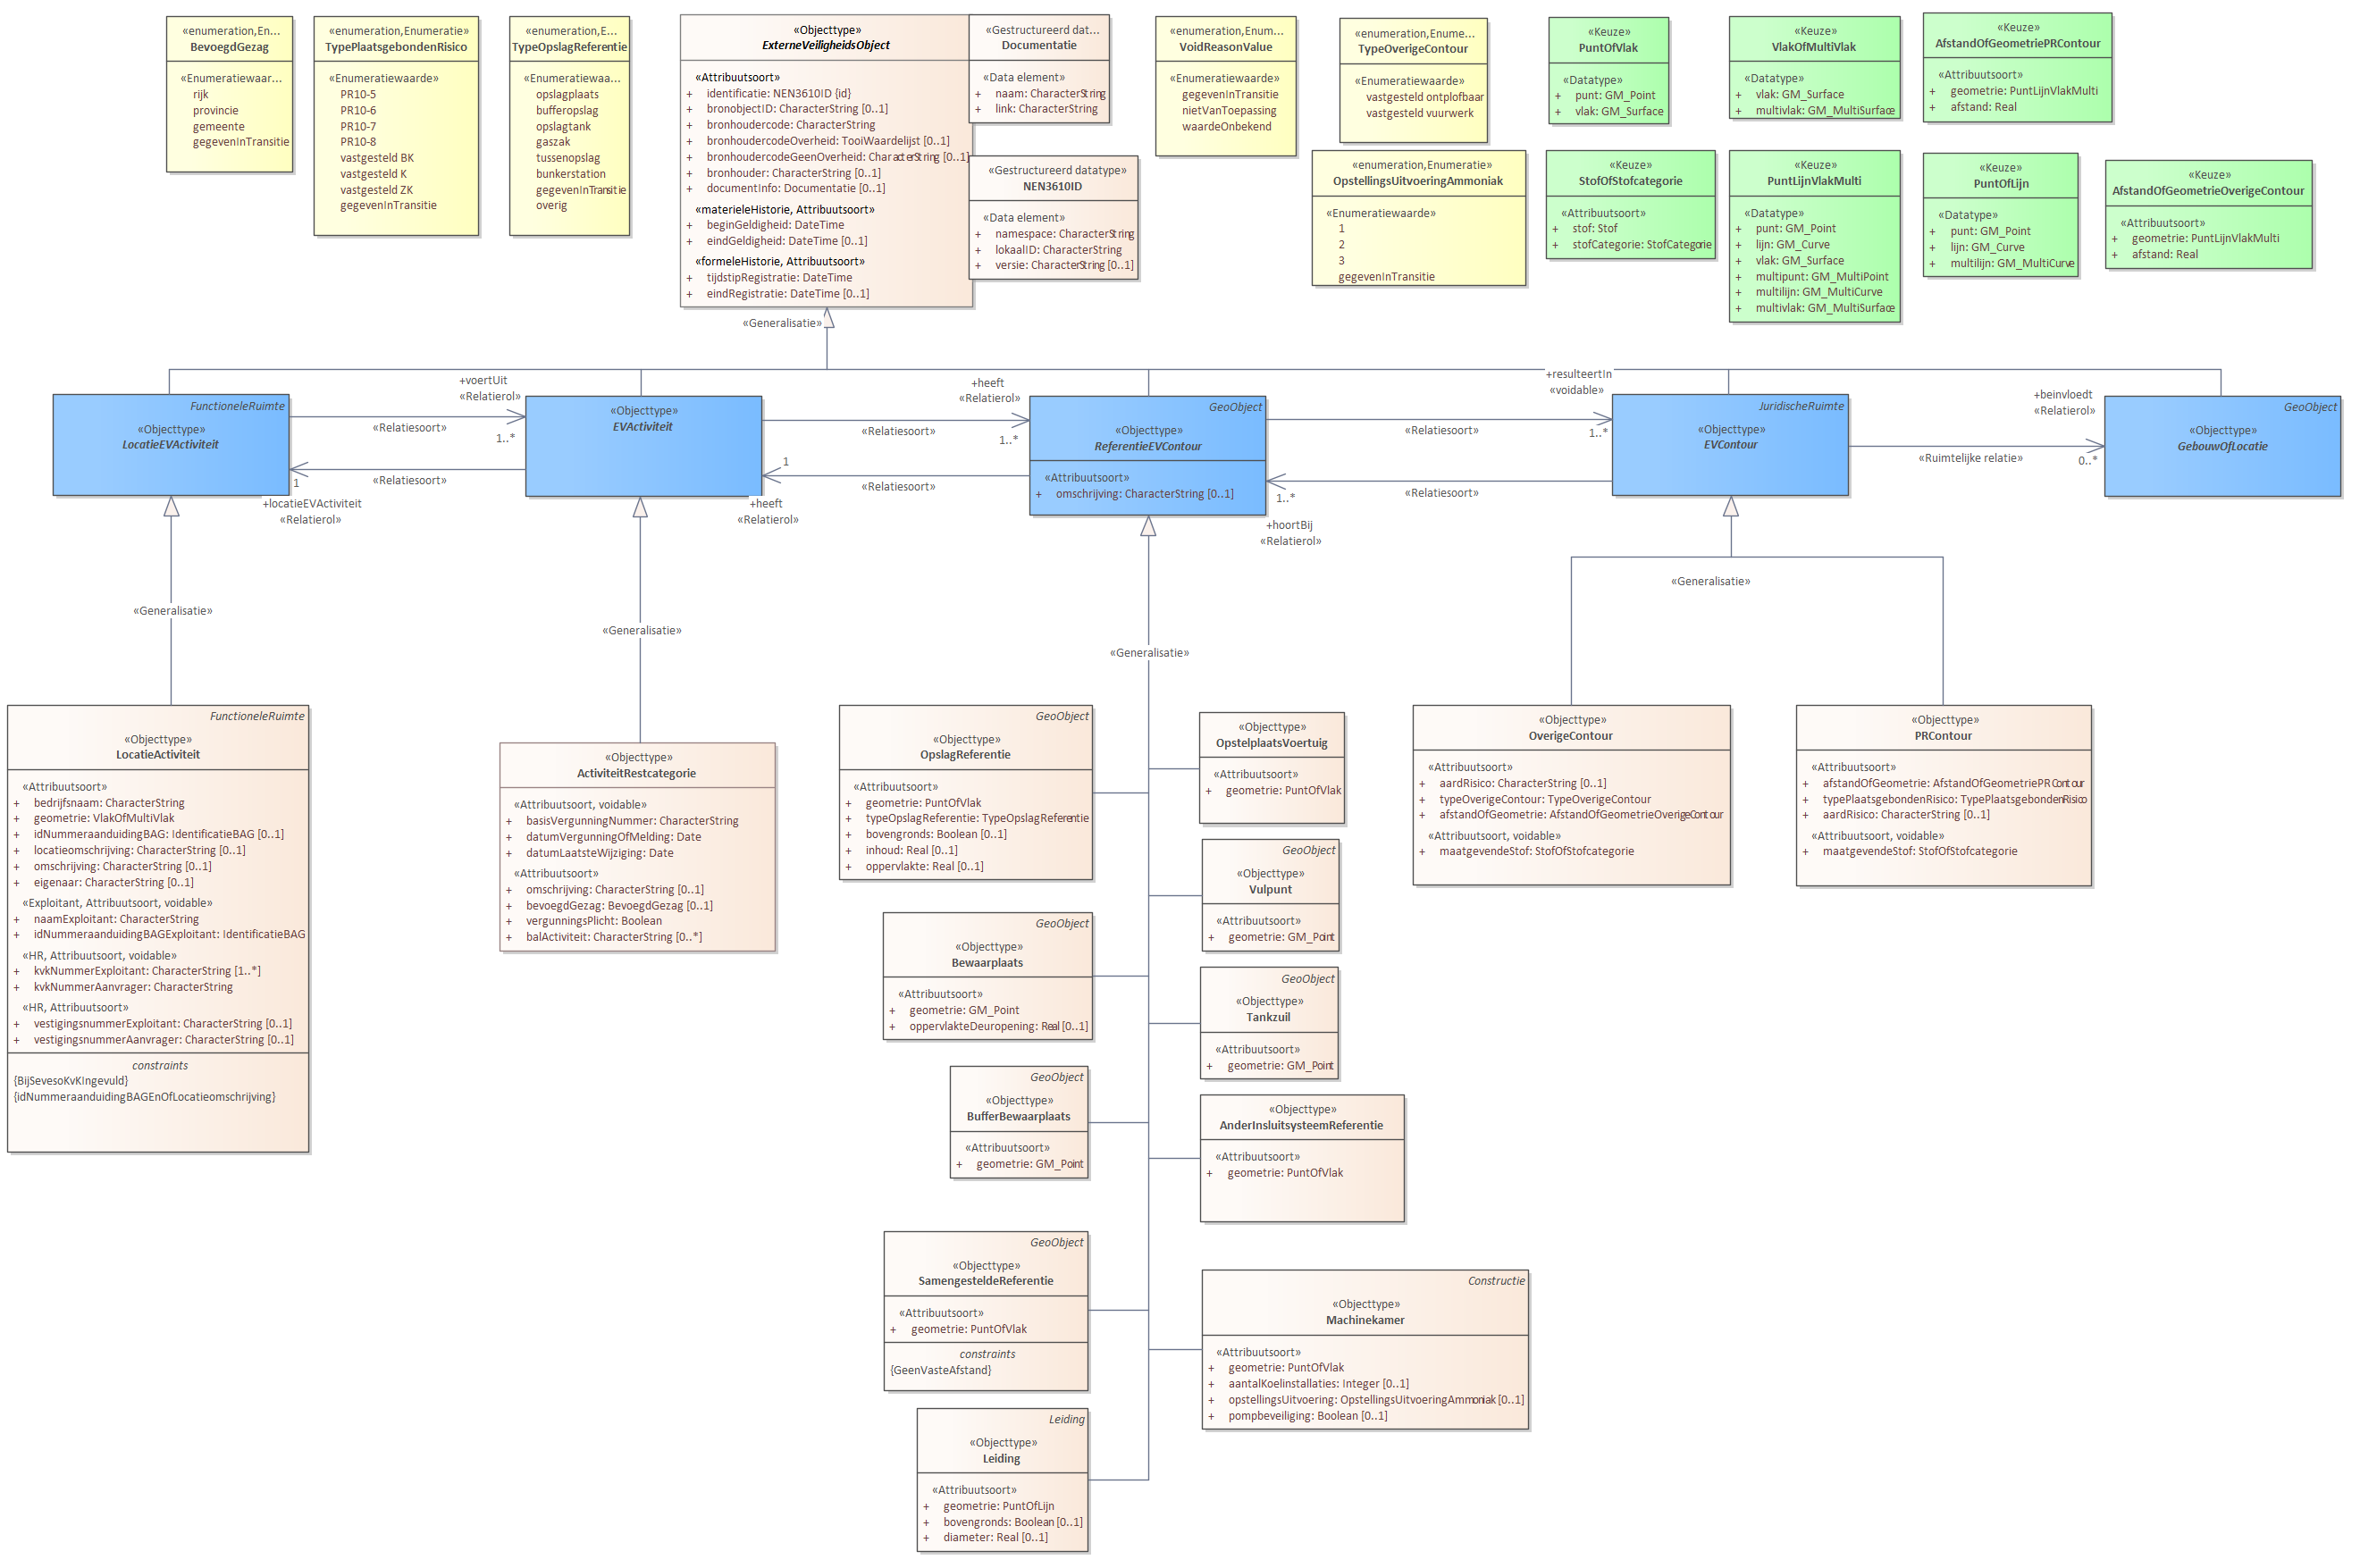 «enumeration,En...
BevoegdGezag
«Enumeratiewaar...
rijk
provincie
gemeente
gegevenInTransitie
«enumeration,Enumeratie»
TypePlaatsgebondenRisico
«Enumeratiewaarde»
PR10-5
PR10-6
PR10-7
PR10-8
vastgesteld BK
vastgesteld K
vastgesteld ZK
gegevenInTransitie
«enumeration,E...
TypeOpslagReferentie
«Enumeratiewaa...
opslagplaats
bufferopslag
opslagtank
gaszak
tussenopslag
bunkerstation
gegevenInTransitie
overig
«Objecttype»
ExterneVeiligheidsObject
«Attribuutsoort»
+ identificatie: NEN3610ID {id}
+ bronobjectID: CharacterString [0..1]
+ bronhoudercode: CharacterString
+ bronhoudercodeOverheid: TooiWaardelijst [0..1]
+ bronhoudercodeGeenOverheid: CharacterString [0..1]
+ bronhouder: CharacterString [0..1]
+ documentInfo: Documentatie [0..1]
«materieleHistorie, Attribuutsoort»
+ beginGeldigheid: DateTime
+ eindGeldigheid: DateTime [0..1]
«formeleHistorie, Attribuutsoort»
+ tijdstipRegistratie: DateTime
+ eindRegistratie: DateTime [0..1]
«Gestructureerd dat...
Documentatie
«Data element»
+ naam: CharacterString
+ link: CharacterString
«Gestructureerd datatype»
NEN3610ID
«Data element»
+ namespace: CharacterString
+ lokaalID: CharacterString
+ versie: CharacterString [0..1]
«enumeration,Enum...
VoidReasonValue
«Enumeratiewaarde»
gegevenInTransitie
nietVanToepassing
waardeOnbekend
«enumeration,Enume...
TypeOverigeContour
«Enumeratiewaarde»
vastgesteld ontplofbaar
vastgesteld vuurwerk
«enumeration,Enumeratie»
OpstellingsUitvoeringAmmoniak
«Enumeratiewaarde»
1
2
3
gegevenInTransitie
«Keuze»
PuntOfVlak
«Datatype»
+ punt: GM_Point
+ vlak: GM_Surface
«Keuze»
VlakOfMultiVlak
«Datatype»
+ vlak: GM_Surface
+ multivlak: GM_MultiSurface
«Keuze»
AfstandOfGeometriePRContour
«Attribuutsoort»
+ geometrie: PuntLijnVlakMulti
+ afstand: Real
«Keuze»
StofOfStofcategorie
«Attribuutsoort»
+ stof: Stof
+ stofCategorie: StofCategorie
«Keuze»
PuntLijnVlakMulti
«Datatype»
+ punt: GM_Point
+ lijn: GM_Curve
+ vlak: GM_Surface
+ multipunt: GM_MultiPoint
+ multilijn: GM_MultiCurve
+ multivlak: GM_MultiSurface
«Keuze»
PuntOfLijn
«Datatype»
+ punt: GM_Point
+ lijn: GM_Curve
+ multilijn: GM_MultiCurve
«Keuze»
AfstandOfGeometrieOverigeContour
«Attribuutsoort»
+ geometrie: PuntLijnVlakMulti
+ afstand: Real
«Generalisatie»
FunctioneleRuimte
«Objecttype»
LocatieEVActiviteit
+voertUit
«Relatierol»
«Relatiesoort»
1..*
«Relatiesoort»
1
+locatieEVActiviteit
«Relatierol»
«Objecttype»
EVActiviteit
+heeft
«Relatierol»
«Relatiesoort»
1..*
1
«Relatiesoort»
+heeft
«Relatierol»
GeoObject
«Objecttype»
ReferentieEVContour
«Attribuutsoort»
+ omschrijving: CharacterString [0..1]
+resulteertIn
«voidable»
«Relatiesoort»
1..*
1..*
«Relatiesoort»
+hoortBij
«Relatierol»
JuridischeRuimte
«Objecttype»
EVContour
+beinvloedt
«Relatierol»
«Ruimtelijke relatie»
0..*
GeoObject
«Objecttype»
GebouwOfLocatie
«Generalisatie»
«Generalisatie»
«Generalisatie»
«Generalisatie»
FunctioneleRuimte
«Objecttype»
LocatieActiviteit
«Attribuutsoort»
+ bedrijfsnaam: CharacterString
+ geometrie: VlakOfMultiVlak
+ idNummeraanduidingBAG: IdentificatieBAG [0..1]
+ locatieomschrijving: CharacterString [0..1]
+ omschrijving: CharacterString [0..1]
+ eigenaar: CharacterString [0..1]
«Exploitant, Attribuutsoort, voidable»
+ naamExploitant: CharacterString
+ idNummeraanduidingBAGExploitant: IdentificatieBAG
«HR, Attribuutsoort, voidable»
+ kvkNummerExploitant: CharacterString [1..*]
+ kvkNummerAanvrager: CharacterString
«HR, Attribuutsoort»
+ vestigingsnummerExploitant: CharacterString [0..1]
+ vestigingsnummerAanvrager: CharacterString [0..1]
constraints
{BijSevesoKvKIngevuld}
{idNummeraanduidingBAGEnOfLocatieomschrijving}
«Objecttype»
ActiviteitRestcategorie
«Attribuutsoort, voidable»
+ basisVergunningNummer: CharacterString
+ datumVergunningOfMelding: Date
+ datumLaatsteWijziging: Date
«Attribuutsoort»
+ omschrijving: CharacterString [0..1]
+ bevoegdGezag: BevoegdGezag [0..1]
+ vergunningsPlicht: Boolean
+ balActiviteit: CharacterString [0..*]
GeoObject
«Objecttype»
OpslagReferentie
«Attribuutsoort»
+ geometrie: PuntOfVlak
+ typeOpslagReferentie: TypeOpslagReferentie
+ bovengronds: Boolean [0..1]
+ inhoud: Real [0..1]
+ oppervlakte: Real [0..1]
«Objecttype»
OpstelplaatsVoertuig
«Attribuutsoort»
+ geometrie: PuntOfVlak
GeoObject
«Objecttype»
Vulpunt
«Attribuutsoort»
+ geometrie: GM_Point
GeoObject
«Objecttype»
Bewaarplaats
«Attribuutsoort»
+ geometrie: GM_Point
+ oppervlakteDeuropening: Real [0..1]
GeoObject
«Objecttype»
Tankzuil
«Attribuutsoort»
+ geometrie: GM_Point
GeoObject
«Objecttype»
BufferBewaarplaats
«Attribuutsoort»
+ geometrie: GM_Point
«Objecttype»
AnderInsluitsysteemReferentie
«Attribuutsoort»
+ geometrie: PuntOfVlak
GeoObject
«Objecttype»
SamengesteldeReferentie
«Attribuutsoort»
+ geometrie: PuntOfVlak
constraints
{GeenVasteAfstand}
Constructie
«Objecttype»
Machinekamer
«Attribuutsoort»
+ geometrie: PuntOfVlak
+ aantalKoelinstallaties: Integer [0..1]
+ opstellingsUitvoering: OpstellingsUitvoeringAmmoniak [0..1]
+ pompbeveiliging: Boolean [0..1]
Leiding
«Objecttype»
Leiding
«Attribuutsoort»
+ geometrie: PuntOfLijn
+ bovengronds: Boolean [0..1]
+ diameter: Real [0..1]
«Objecttype»
OverigeContour
«Attribuutsoort»
+ aardRisico: CharacterString [0..1]
+ typeOverigeContour: TypeOverigeContour
+ afstandOfGeometrie: AfstandOfGeometrieOverigeContour
«Attribuutsoort, voidable»
+ maatgevendeStof: StofOfStofcategorie
«Objecttype»
PRContour
«Attribuutsoort»
+ afstandOfGeometrie: AfstandOfGeometriePRContour
+ typePlaatsgebondenRisico: TypePlaatsgebondenRisico
+ aardRisico: CharacterString [0..1]
«Attribuutsoort, voidable»
+ maatgevendeStof: StofOfStofcategorie